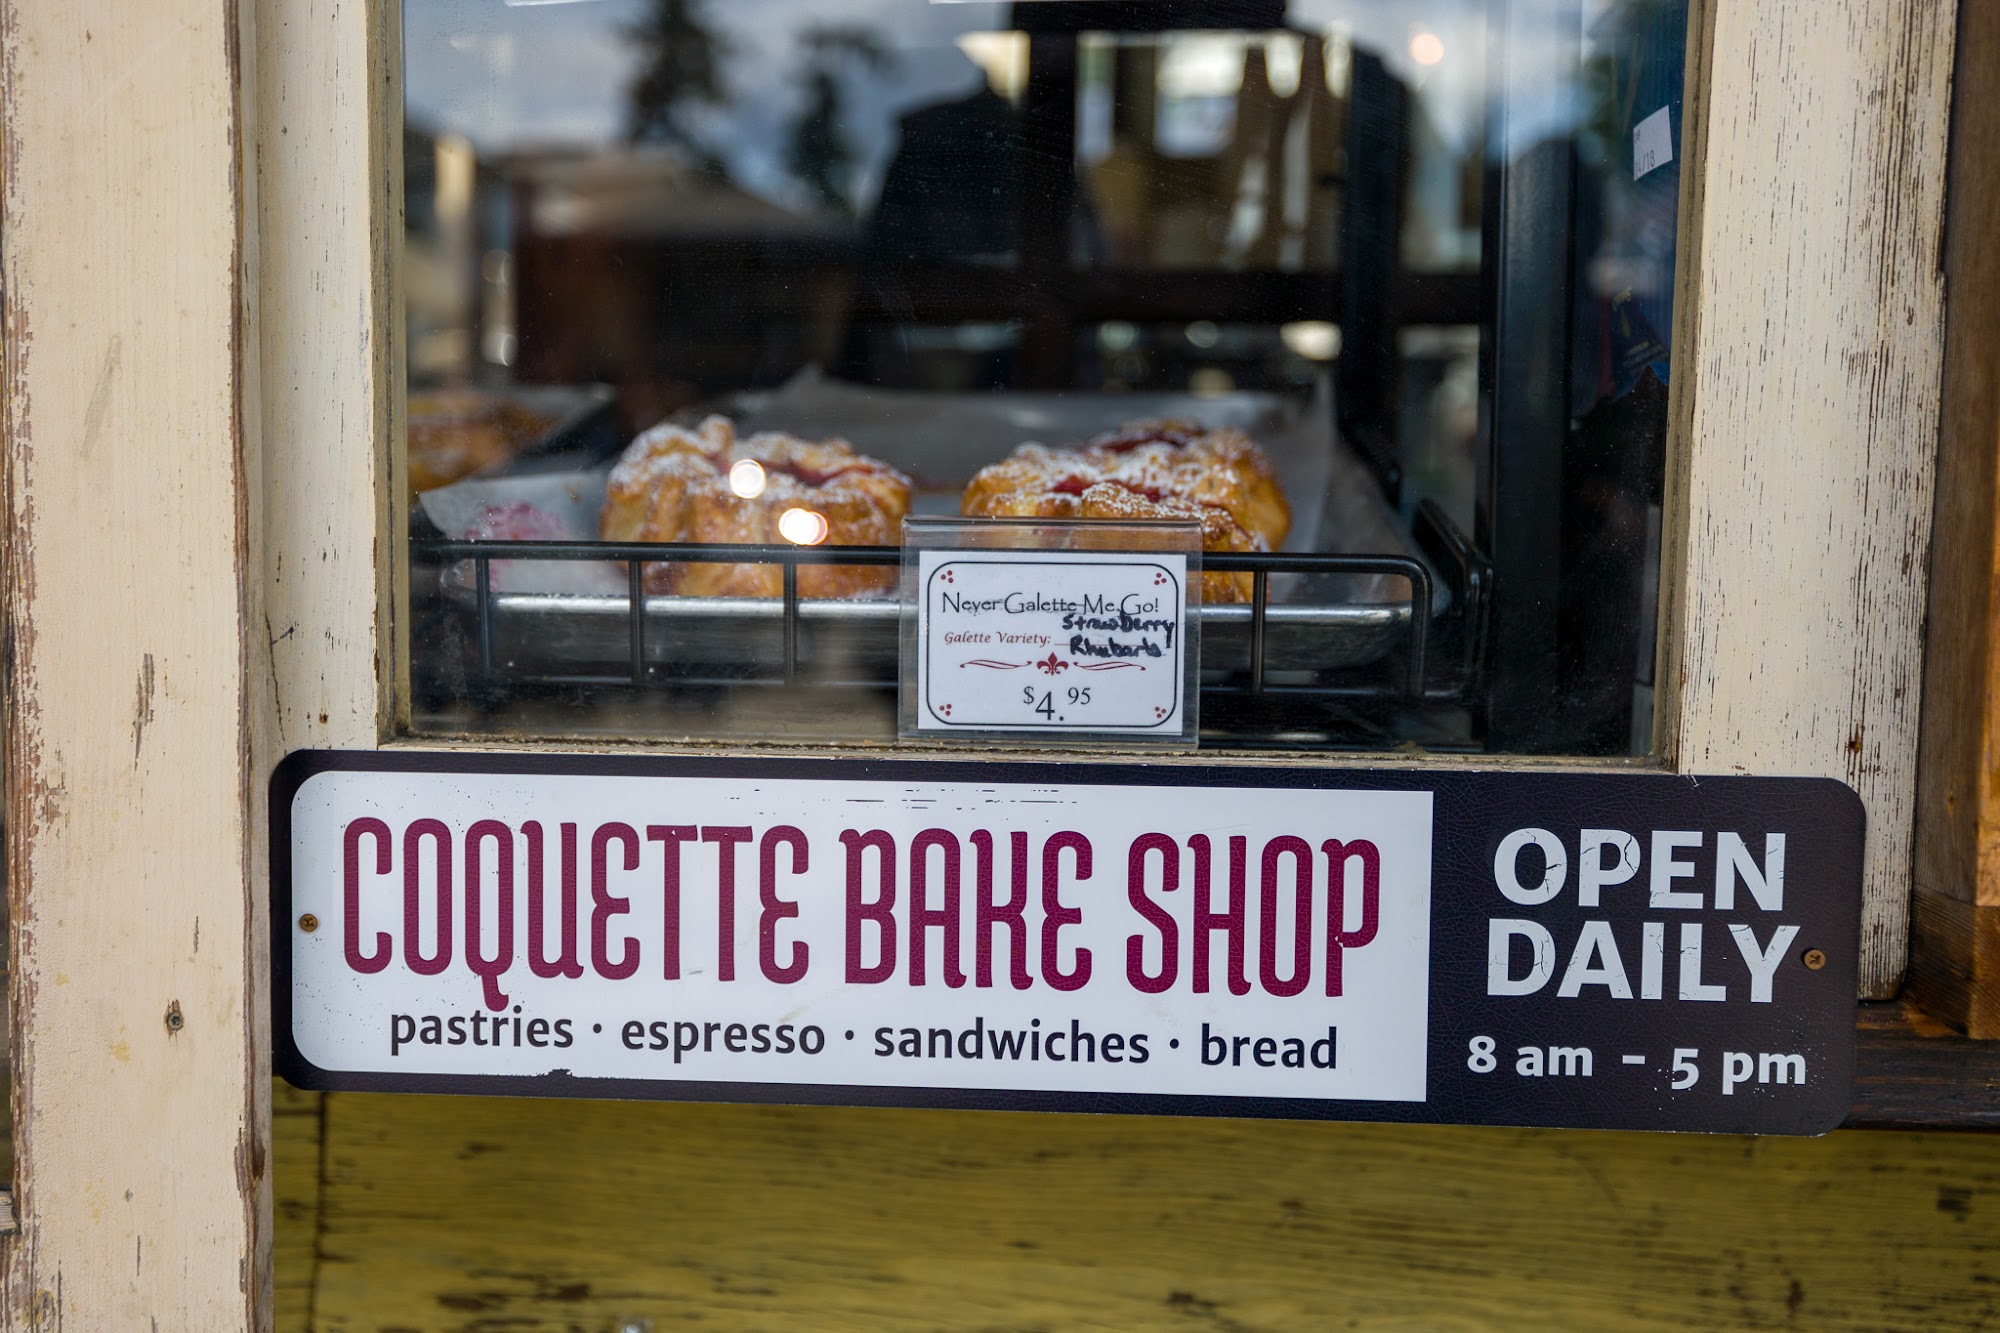 Never Galette Me Go!
Galette Variety: Strawberry
Rhubarb
$4.95
COQUETTE BAKE SHOP
pastries · espresso · sandwiches · bread
OPEN
DAILY
8 am - 5 pm